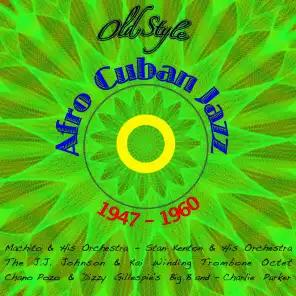 Old Style
Afro Cuban Jazz
1947 - 1960
Machito & His Orchestra - Stan Kenton & His Orchestra
The J.J. Johnson & Kai Winding Trombone Octet
Chano Pozo & Dizzy Gillespie's Big Band - Charlie Parker